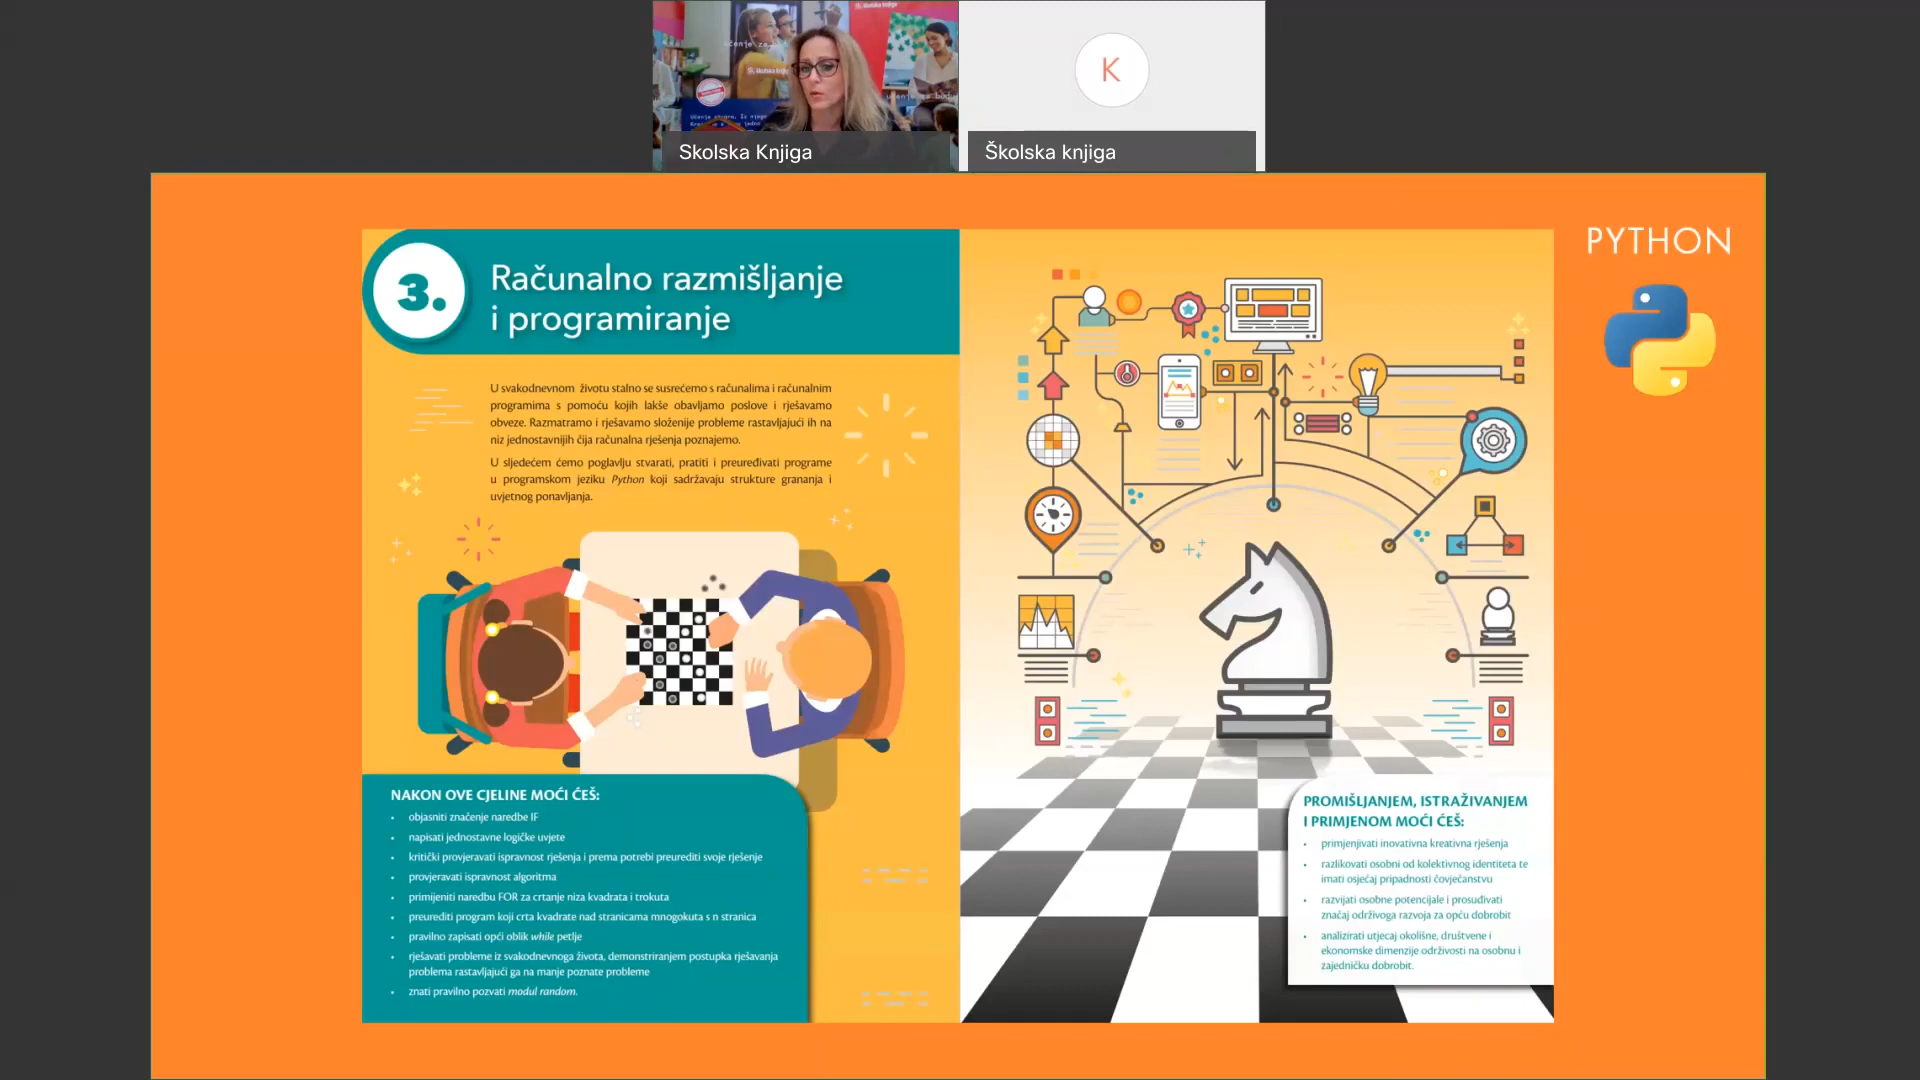 Skolska Knjiga
K
Školska knjiga
PYTHON
3.
Računalno razmišljanje
i programiranje
U svakodnevnom životu stalno se susrećemo s računalima i računalnim
programima s pomoću kojih lakše obavljamo poslove i rješavamo
obveze. Razmatramo i rješavamo složenije probleme rastavljajući ih na
niz jednostavnijih čija računalna rješenja poznajemo.
U sljedećem ćemo poglavlju stvarati, pratiti i preuređivati programe
u programskom jeziku Python koji sadržavaju strukture grananja i
uvjetnog ponavljanja.
NAKON OVE CJELINE MOĆI ĆEŠ:
• objasniti značenje naredbe IF
• napisati jednostavne logičke uvjete
• kritički provjeravati ispravnost rješenja i prema potrebi preurediti svoje rješenje
• provjeravati ispravnost algoritma
• primijeniti naredbu FOR za crtanje niza kvadrata i trokuta
• preurediti program koji crta kvadrate nad stranicama mnogokuta s n stranica
• pravilno zapisati opći oblik while petlje
• rješavati probleme iz svakodnevnoga života, demonstriranjem postupka rješavanja
problema rastavljajući ga na manje poznate probleme
• znati pravilno pozvati modul random.
PROMIŠLJANJEM, ISTRAŽIVANJEM
I PRIMJENOM MOĆI ĆEŠ:
• primjenjivati inovativna kreativna rješenja
• razlikovati osobni od kolektivnog identiteta te
imati osjećaj pripadnosti čovječanstvu
• razvijati osobne potencijale i prosuđivati
značaj održivoga razvoja za opću dobrobit
• analizirati utjecaj okolišne, društvene i
ekonomske dimenzije održivosti na osobnu i
zajedničku dobrobit.